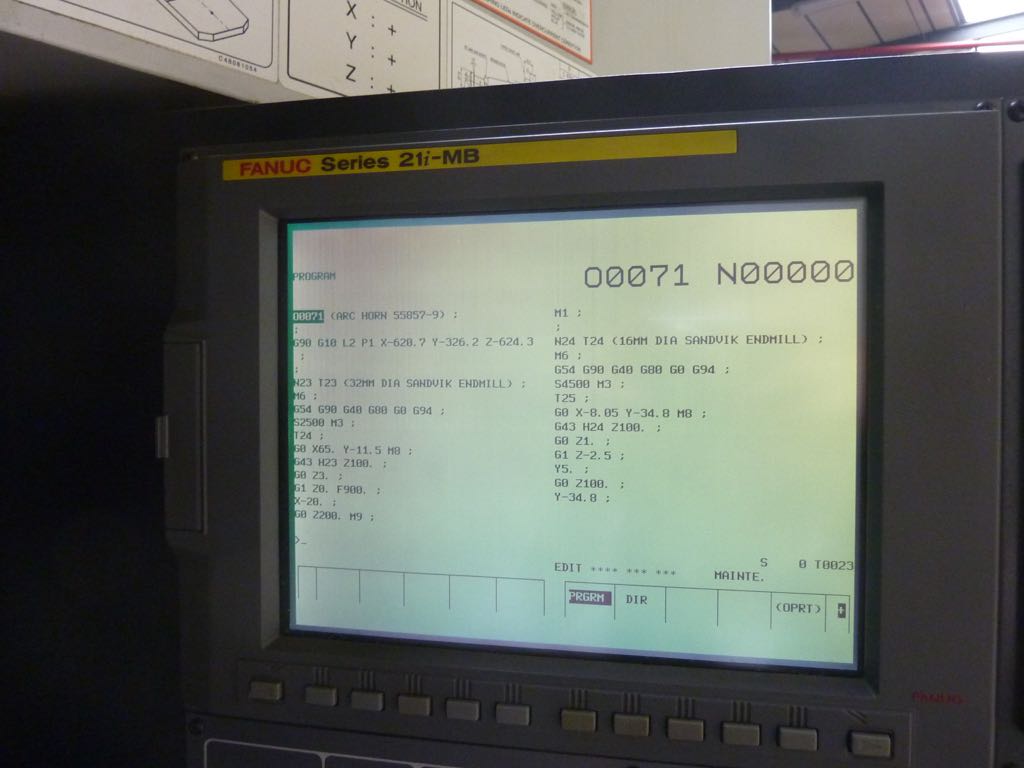 X : +
Y : +
Z : +
C4808105A
FANUC Series 21i-MB
PROGRAM
O0071 N00000
O0071 (ARC HORN 55857-9) ;
;
G90 G10 L2 P1 X-620.7 Y-326.2 Z-624.3
;
;
N23 T23 (32MM DIA SANDVIK ENDMILL) ;
M6 ;
G54 G90 G40 G80 G0 G94 ;
S2500 M3 ;
T24 ;
G0 X65. Y-11.5 M8 ;
G43 H23 Z100. ;
G0 Z3. ;
G1 Z0. F900. ;
X-20. ;
G0 Z200. M9 ;
>_
M1 ;
;
N24 T24 (16MM DIA SANDVIK ENDMILL) ;
M6 ;
G54 G90 G40 G80 G0 G94 ;
S4500 M3 ;
T25 ;
G0 X-8.05 Y-34.8 M8 ;
G43 H24 Z100. ;
G0 Z1. ;
G1 Z-2.5 ;
Y5. ;
G0 Z100. ;
Y-34.8 ;
S 0 T0023
EDIT **** *** ***
MAINTE.
PRGRM DIR (OPRT) +
FANUC